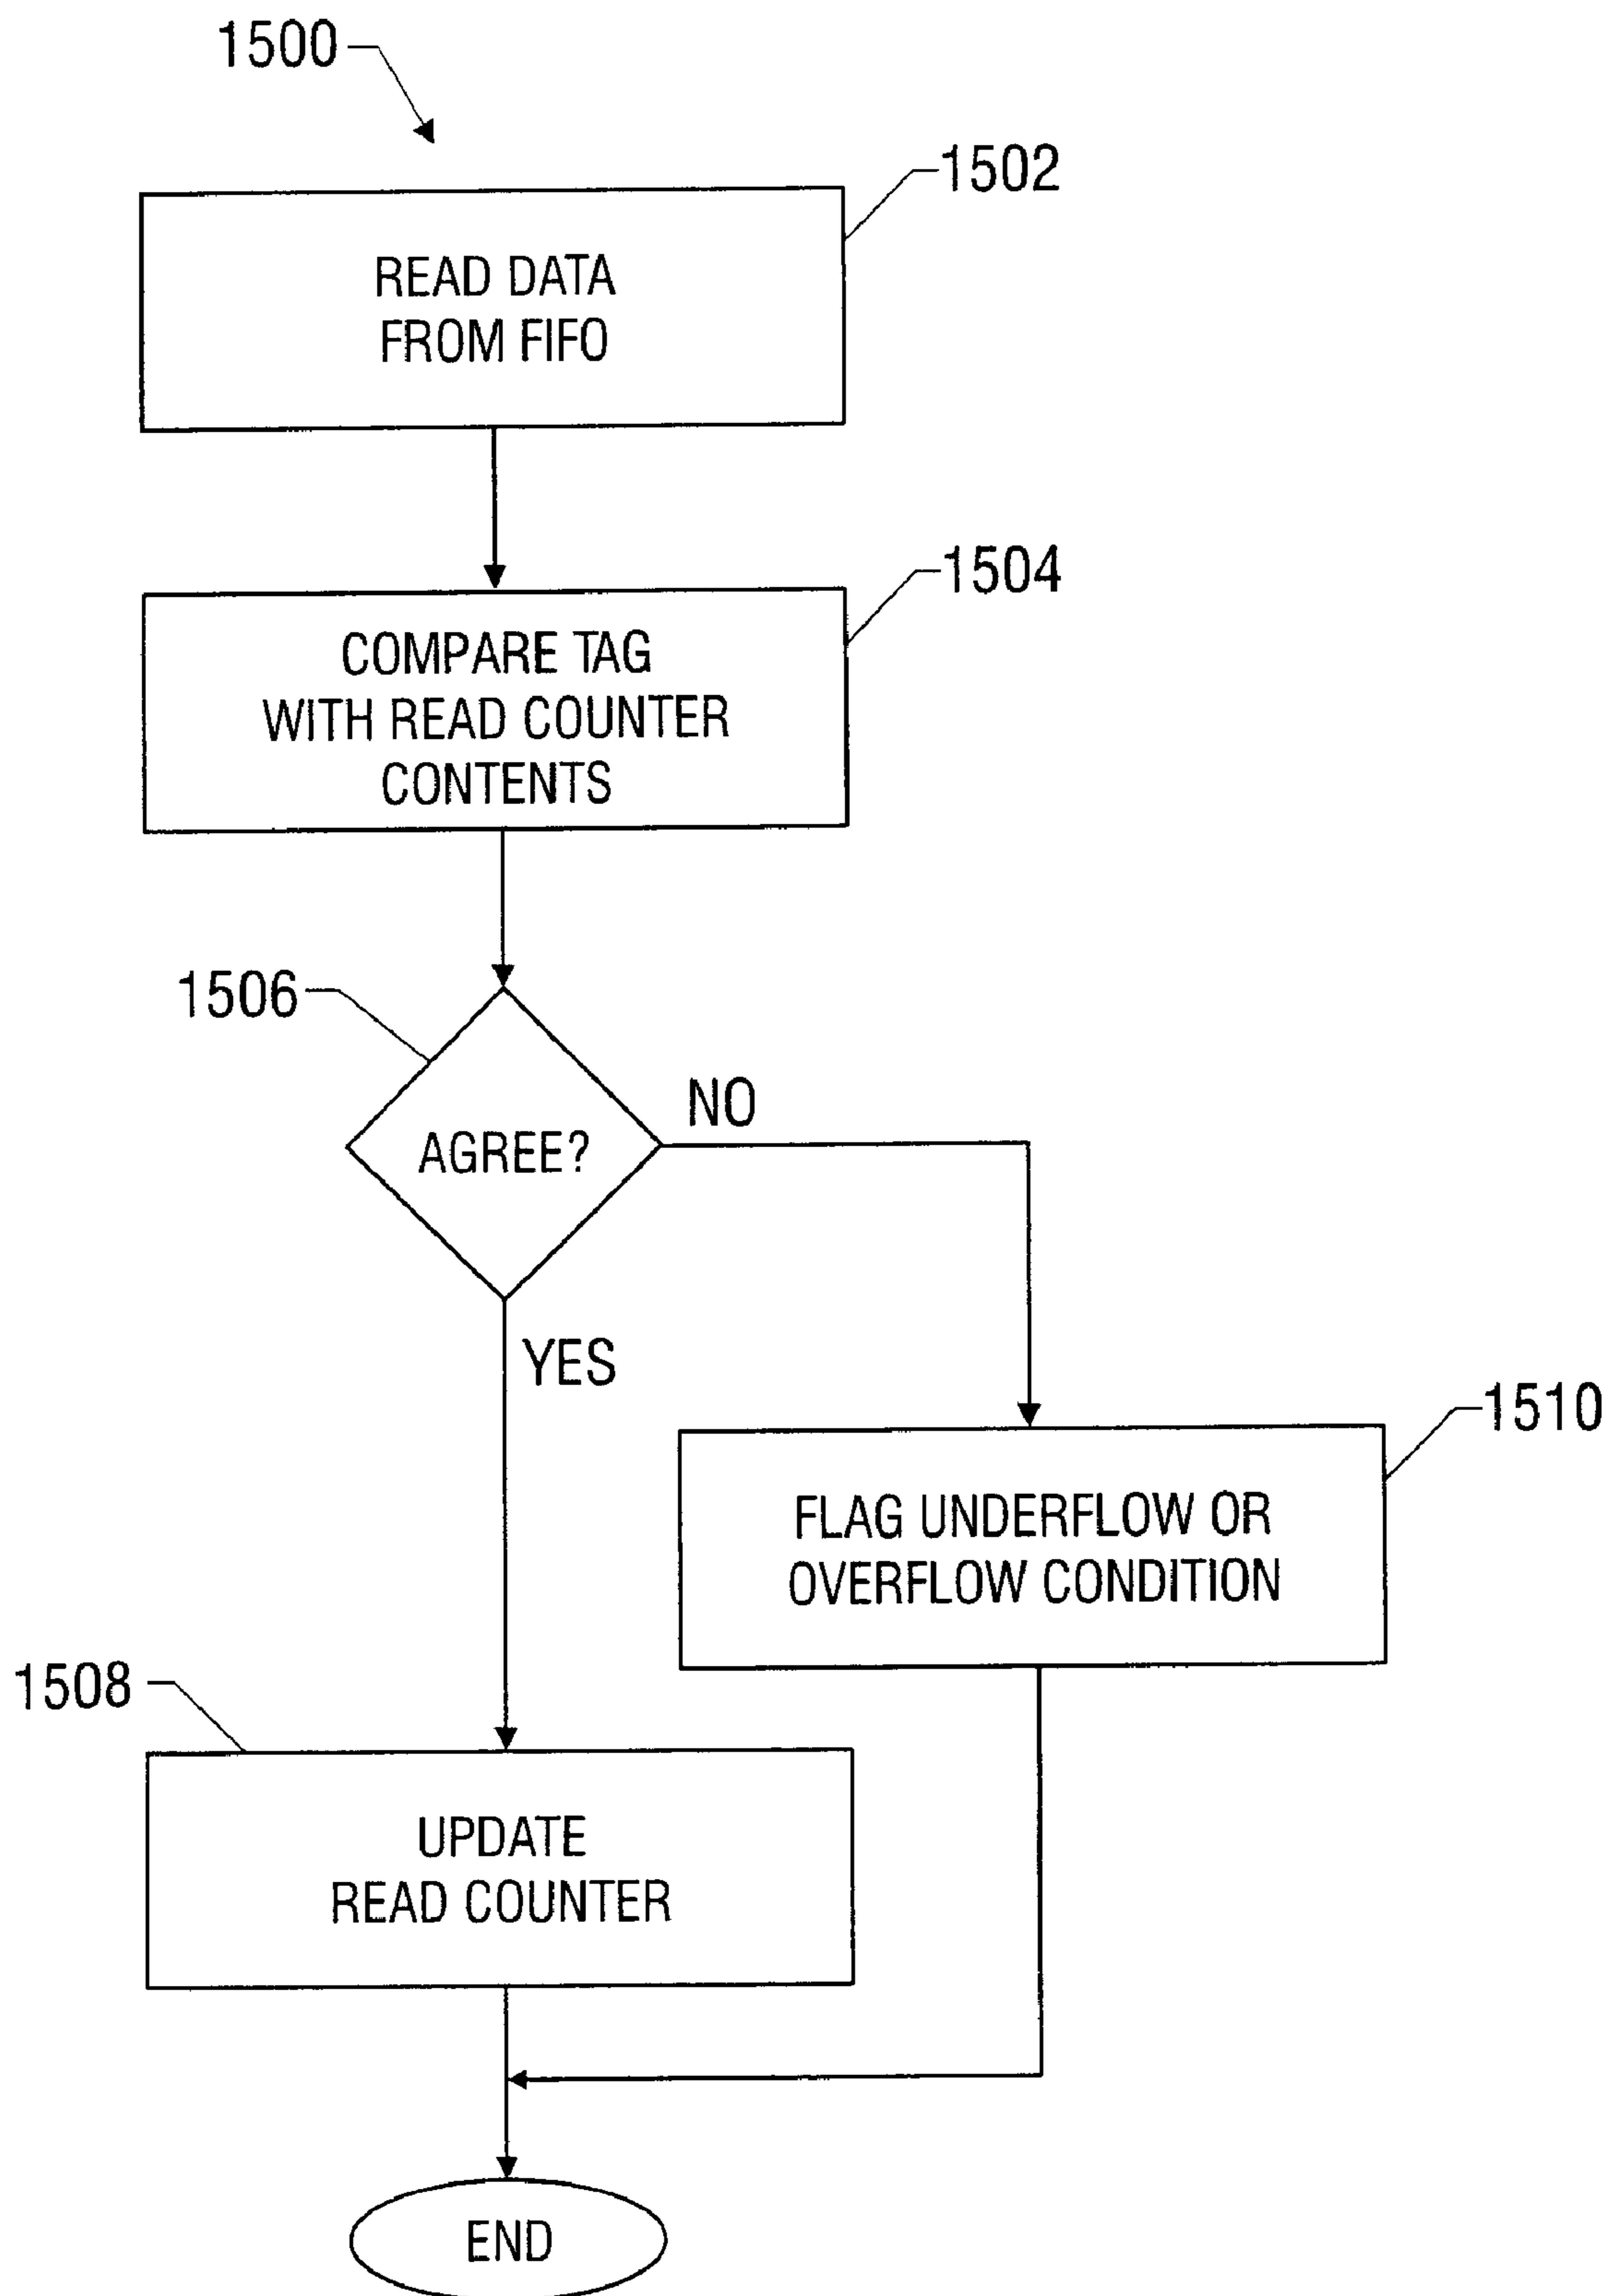 1500
1502
READ DATA
FROM FIFO
1504
COMPARE TAG
WITH READ COUNTER
CONTENTS
1506
AGREE?
NO
YES
1510
FLAG UNDERFLOW OR
OVERFLOW CONDITION
1508
UPDATE
READ COUNTER
END